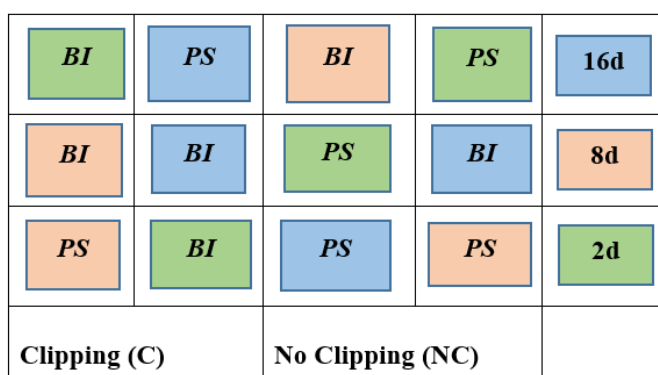 BI PS BI PS 16d
BI BI PS BI 8d
PS BI PS PS 2d
Clipping (C) No Clipping (NC)